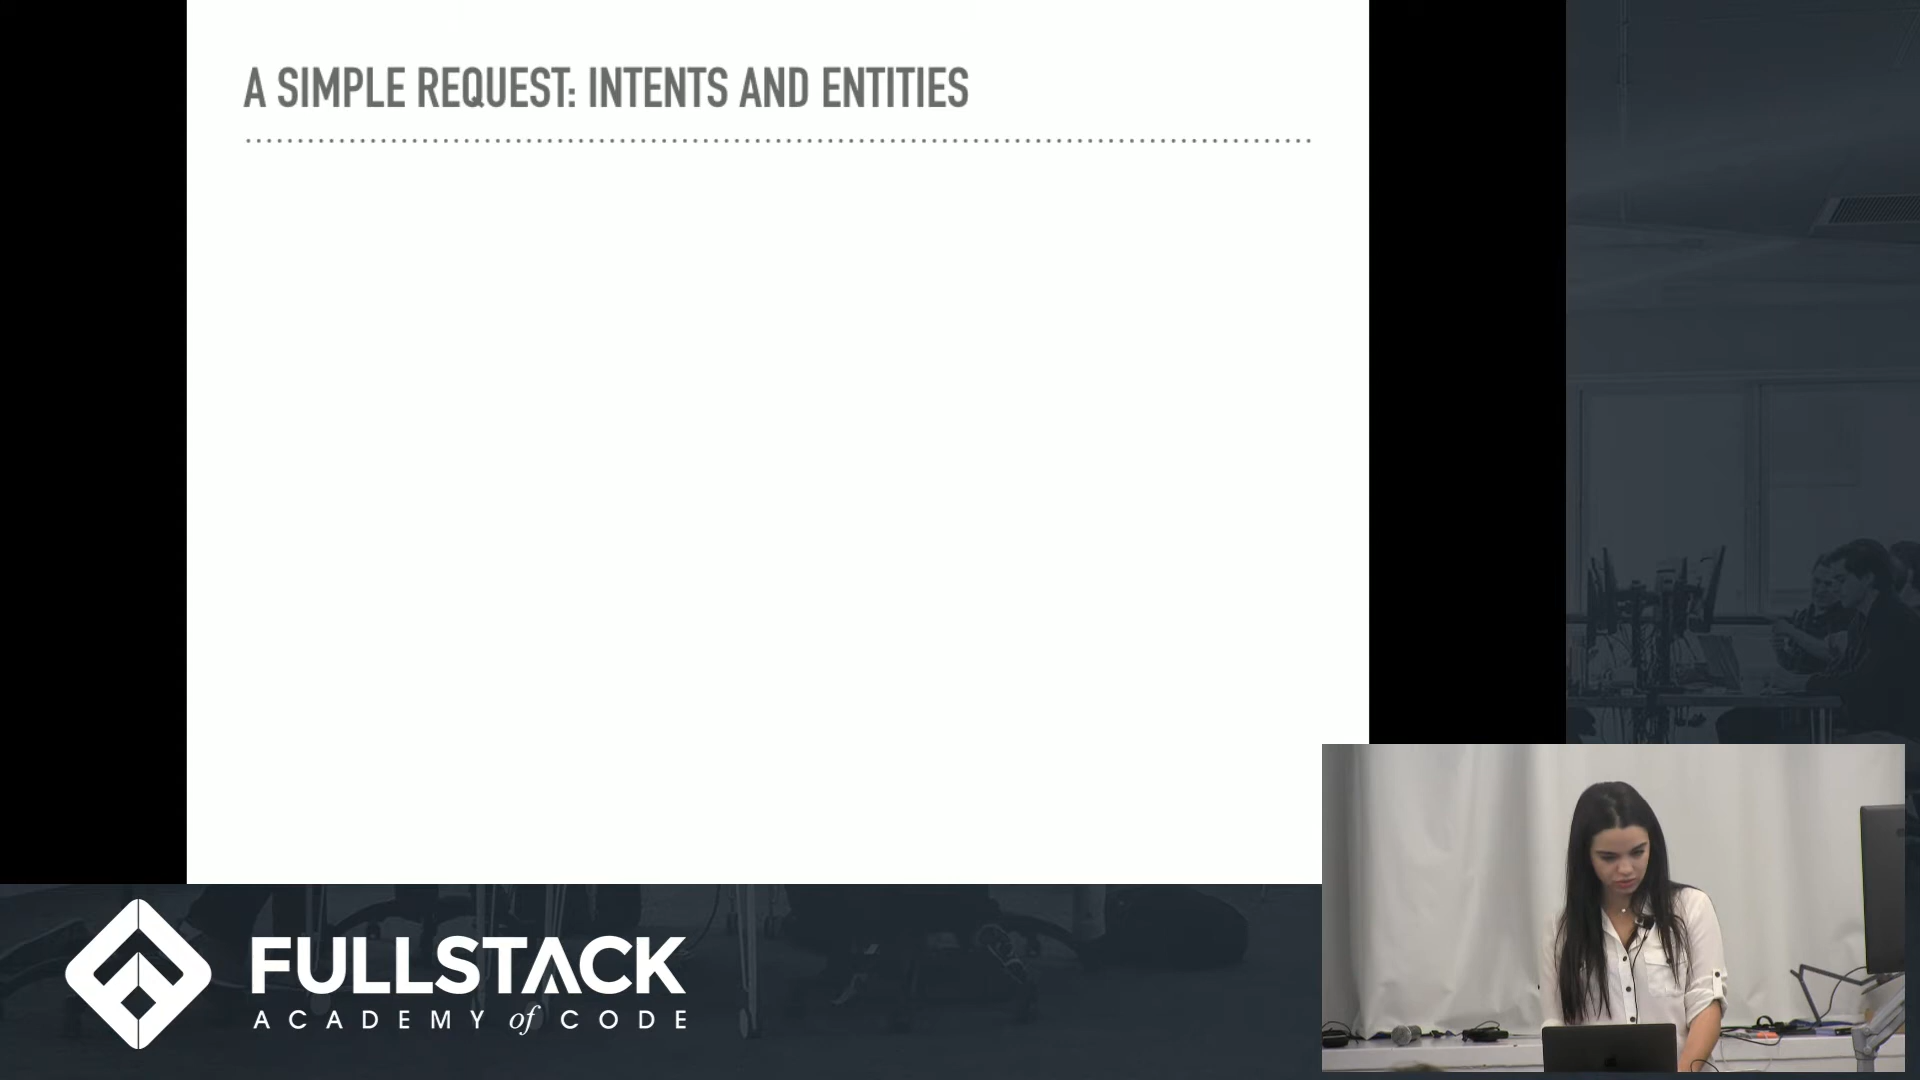 A SIMPLE REQUEST: INTENTS AND ENTITIES
FULLSTACK
ACADEMY of CODE